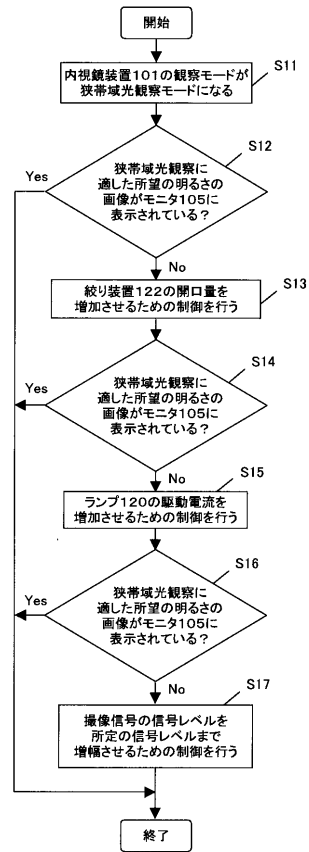 開始
S11
内視鏡装置101の観察モードが
狭帯域光観察モードになる
S12
狭帯域光観察に
適した所望の明るさの
画像がモニタ105に
表示されている?
Yes
No
S13
絞り装置122の開口量を
増加させるための制御を行う
S14
狭帯域光観察に
適した所望の明るさの
画像がモニタ105に
表示されている?
Yes
No
S15
ランプ120の駆動電流を
増加させるための制御を行う
S16
狭帯域光観察に
適した所望の明るさの
画像がモニタ105に
表示されている?
Yes
No
S17
撮像信号の信号レベルを
所定の信号レベルまで
増幅させるための制御を行う
終了